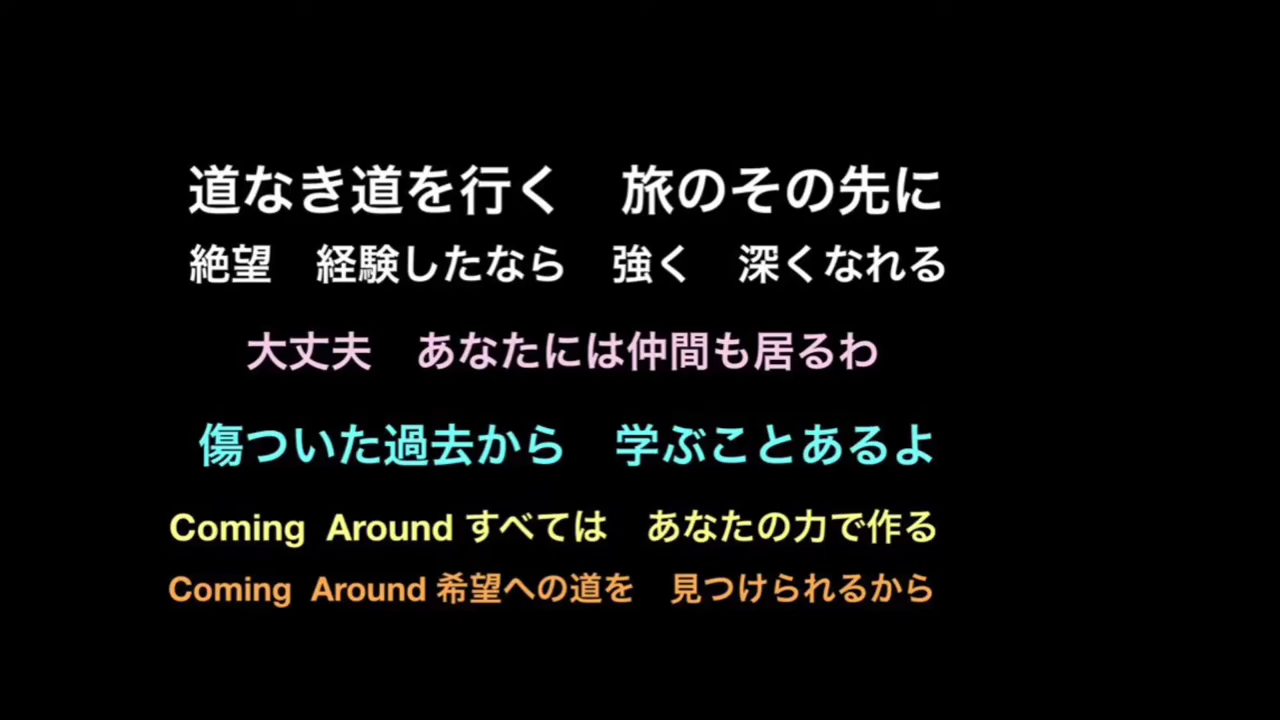 道なき道を行く　旅のその先に
絶望　経験したなら　強く　深くなれる
大丈夫　あなたには仲間も居るわ
傷ついた過去から　学ぶことあるよ
Coming Around すべては　あなたの力で作る
Coming Around 希望への道を　見つけられるから